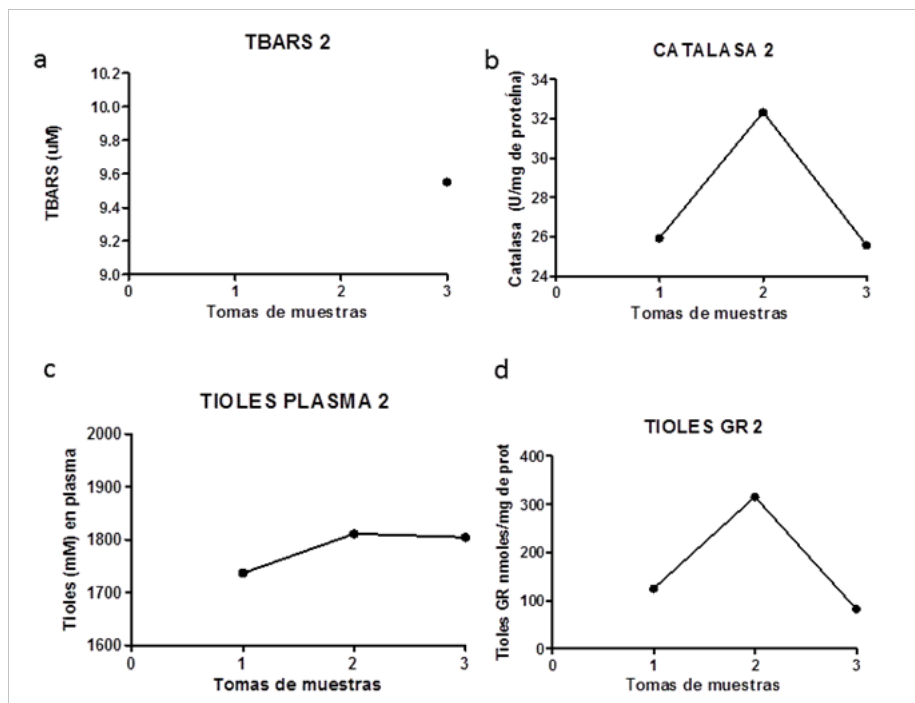 a
TBARS 2
TBARS (uM)
10.2
10.0
9.8
9.6
9.4
9.2
9.0
0 1 2 3
Tomas de muestras
b
CATALASA 2
Catalasa (U/mg de proteína)
34
32
30
28
26
24
0 1 2 3
Tomas de muestras
c
TIOLES PLASMA 2
Tioles (mM) en plasma
2000
1900
1800
1700
1600
0 1 2 3
Tomas de muestras
d
TIOLES GR 2
Tioles GR nmoles/mg de prot
400
300
200
100
0
0 1 2 3
Tomas de muestras